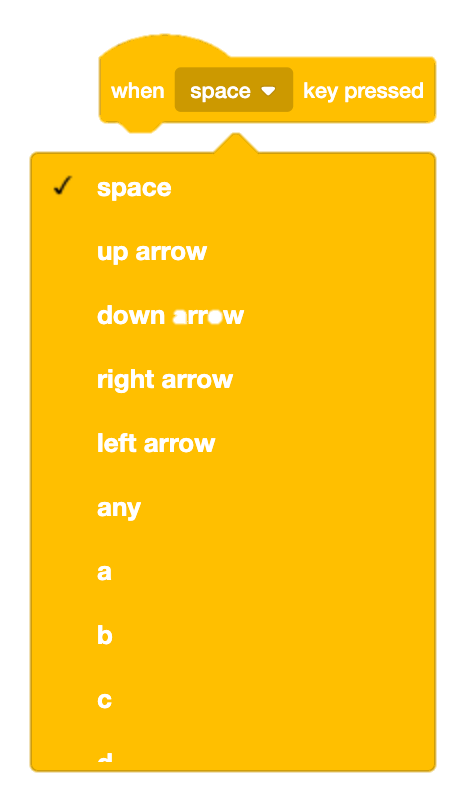 when space key pressed
space
up arrow
down arrow
right arrow
left arrow
any
a
b
c